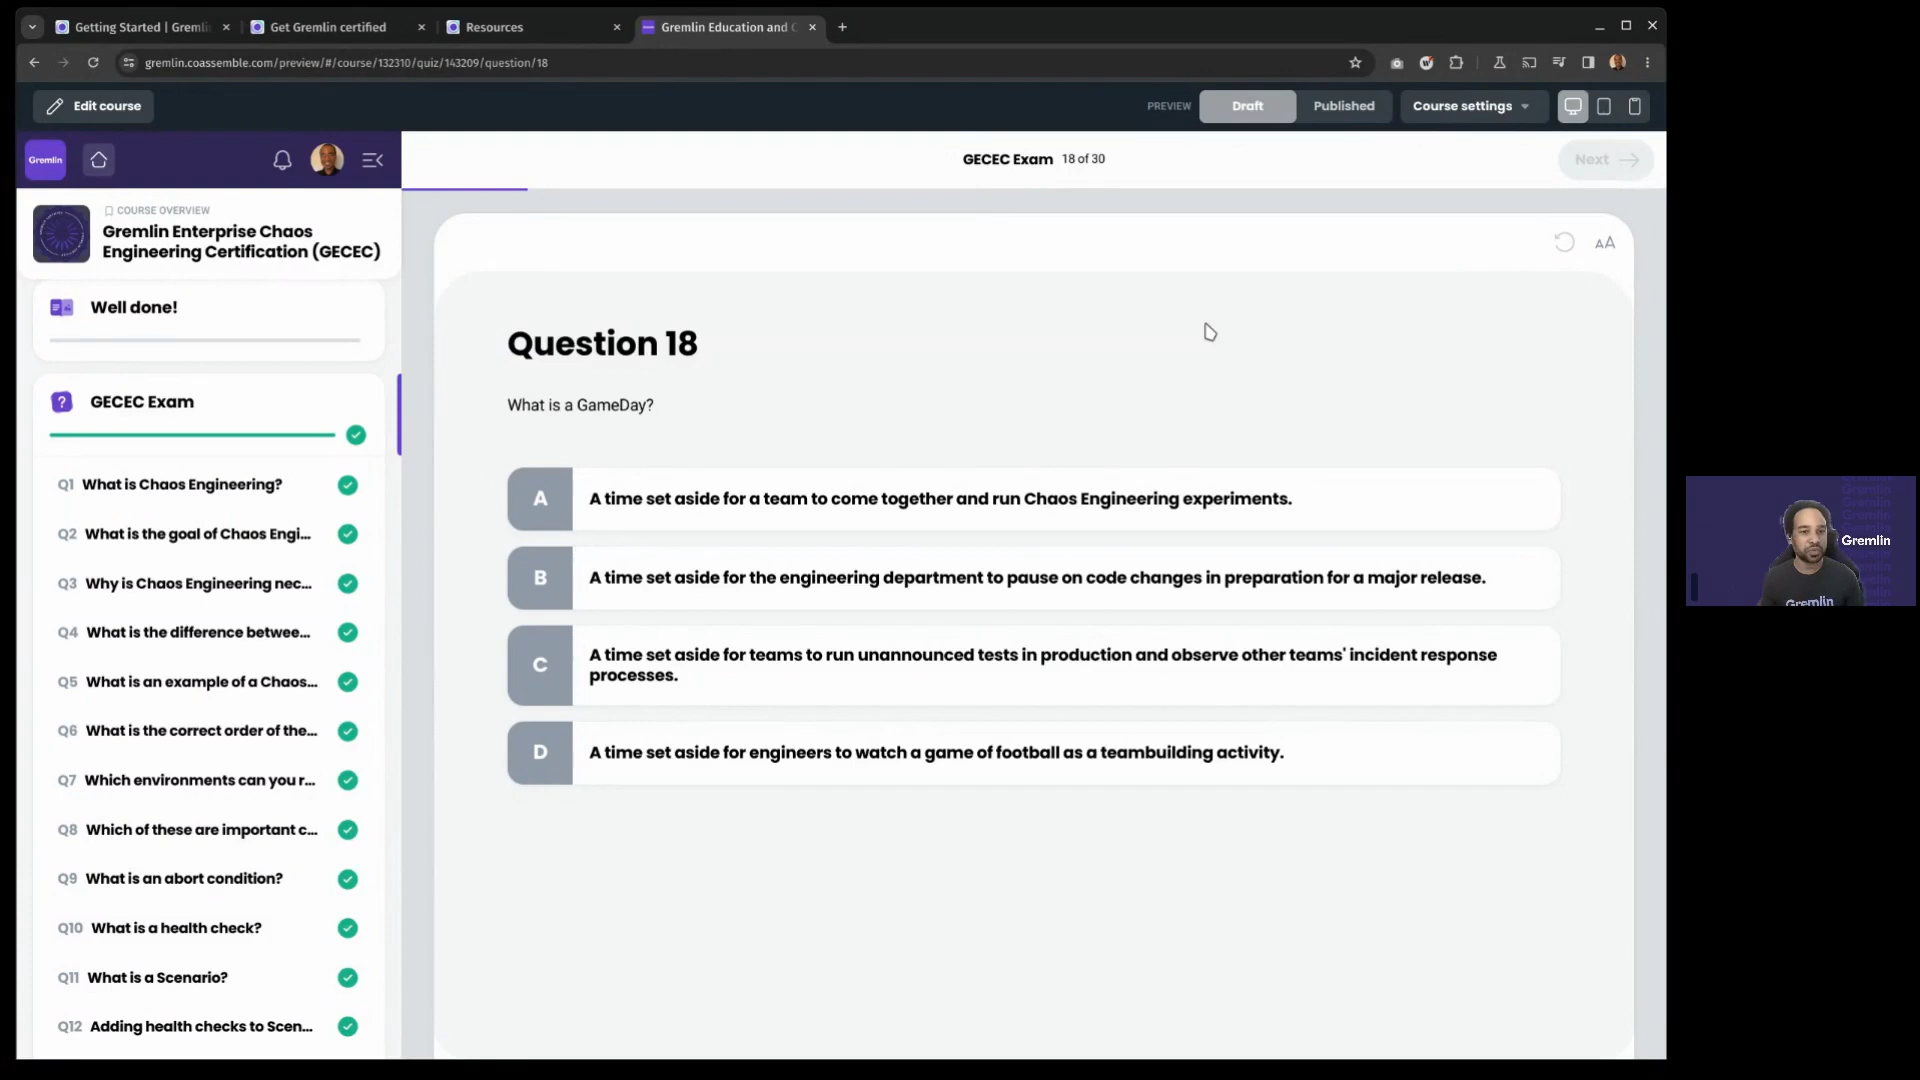 Getting Started | Gremli
Get Gremlin certified
Resources
Gremlin Education and C
gremlin.coassemble.com/preview/#/course/132310/quiz/143209/question/18
Edit course
PREVIEW
Draft
Published
Course settings
Gremlin
GECEC Exam 18 of 30
Next
COURSE OVERVIEW
Gremlin Enterprise Chaos
Engineering Certification (GECEC)
Well done!
GECEC Exam
Q1 What is Chaos Engineering?
Q2 What is the goal of Chaos Engi...
Q3 Why is Chaos Engineering nec...
Q4 What is the difference betwee...
Q5 What is an example of a Chaos...
Q6 What is the correct order of the...
Q7 Which environments can you r...
Q8 Which of these are important c...
Q9 What is an abort condition?
Q10 What is a health check?
Q11 What is a Scenario?
Q12 Adding health checks to Scen...
AA
Question 18
What is a GameDay?
A A time set aside for a team to come together and run Chaos Engineering experiments.
B A time set aside for the engineering department to pause on code changes in preparation for a major release.
C A time set aside for teams to run unannounced tests in production and observe other teams' incident response
processes.
D A time set aside for engineers to watch a game of football as a teambuilding activity.
Gremlin
Gremlin